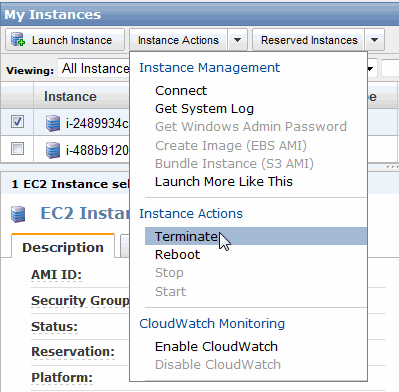 My Instances
Launch Instance Instance Actions Reserved Instances
Viewing: All Instance
Instance
i-2489934c
i-488b9120
Instance Management
Connect
Get System Log
Get Windows Admin Password
Create Image (EBS AMI)
Bundle Instance (S3 AMI)
Launch More Like This
Instance Actions
Terminate
Reboot
Stop
Start
CloudWatch Monitoring
Enable CloudWatch
Disable CloudWatch
1 EC2 Instance sel
EC2 Instan
Description
AMI ID:
Security Group
Status:
Reservation:
Platform: